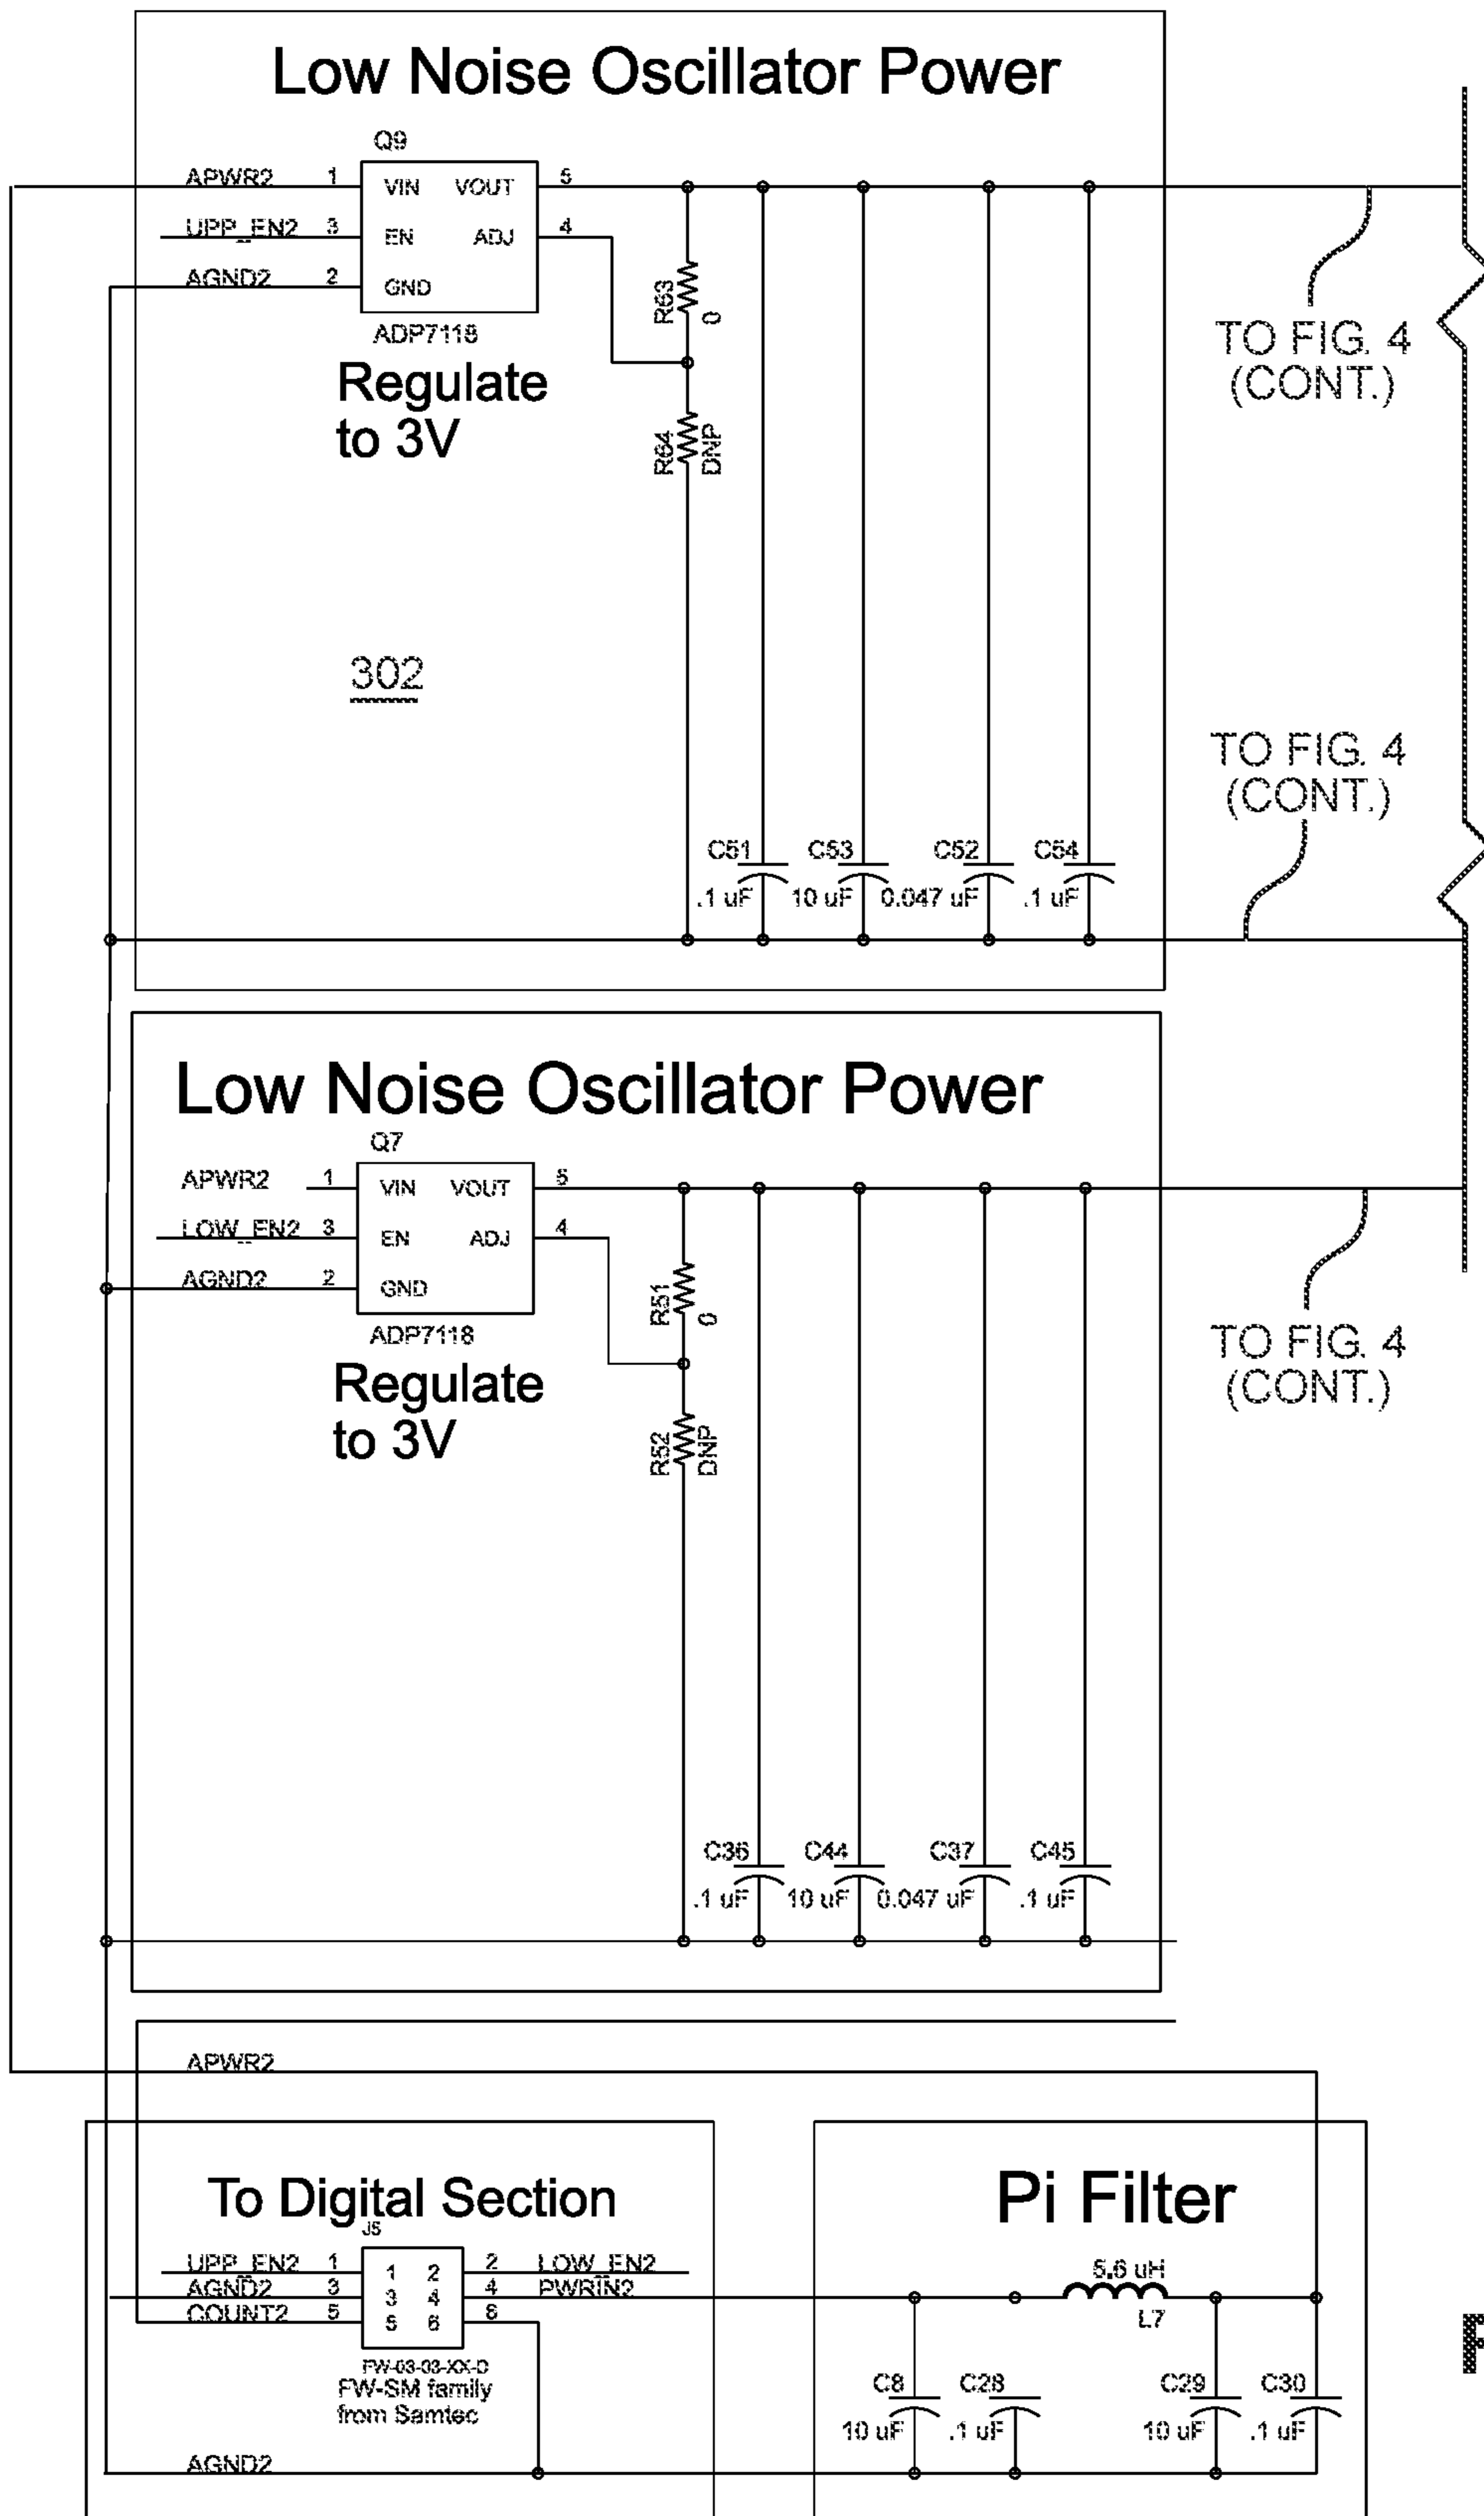 Low Noise Oscillator Power
Q9
APWR2 1 VIN VOUT 5
UPP_EN2 3 EN ADJ 4
AGND2 2 GND
ADP7118
Regulate
to 3V
R63
0
R64
DNP
TO FIG. 4
(CONT.)
302
TO FIG. 4
(CONT.)
C51 C53 C52 C54
.1 uF 10 uF 0.047 uF .1 uF
Low Noise Oscillator Power
Q7
APWR2 1 VIN VOUT 5
LOW_EN2 3 EN ADJ 4
AGND2 2 GND
ADP7118
Regulate
to 3V
R51
0
R52
DNP
TO FIG. 4
(CONT.)
C36 C44 C37 C45
.1 uF 10 uF 0.047 uF .1 uF
APWR2
To Digital Section
J5
UPP_EN2 1 1 2 2 LOW_EN2
AGND2 3 3 4 4 PWRIN2
COUNT2 5 5 6 6
FW-03-03-XX-D
FW-SM family
from Samtec
AGND2
Pi Filter
5.6 uH
L7
C8 C28 C29 C30
10 uF .1 uF 10 uF .1 uF